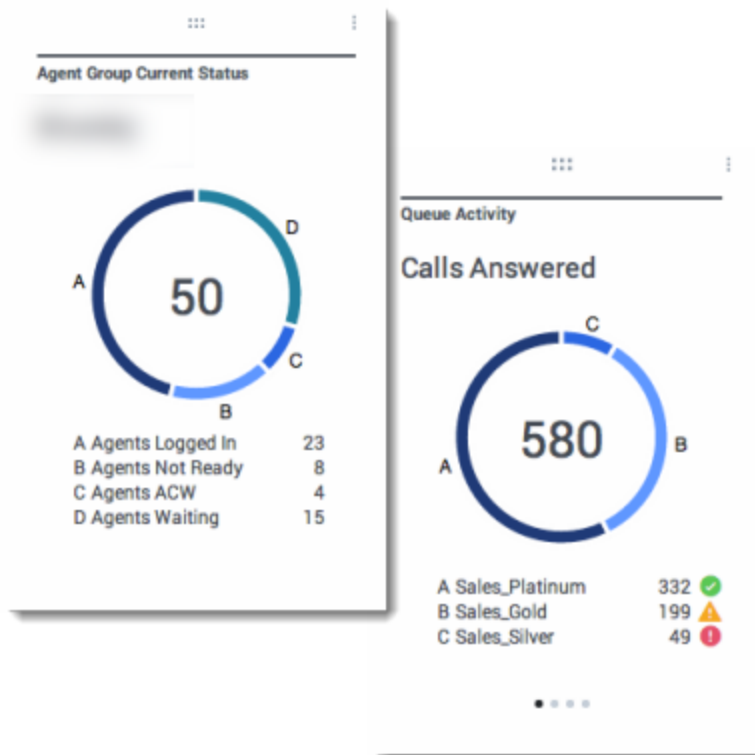 Agent Group Current Status
D
A
50
C
B
A Agents Logged In 23
B Agents Not Ready 8
C Agents ACW 4
D Agents Waiting 15
Queue Activity
Calls Answered
C
580
B
A
A Sales_Platinum 332
B Sales_Gold 199
C Sales_Silver 49